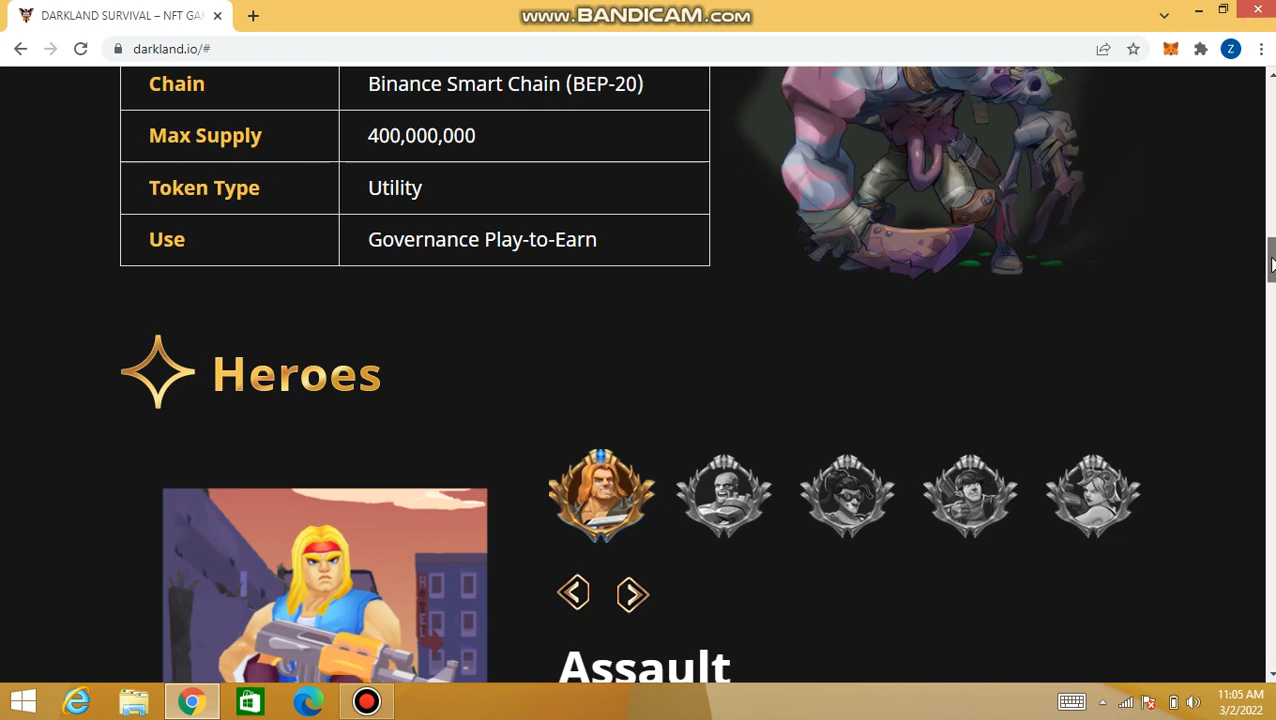 www.BANDICAM.com
DARKLAND SURVIVAL – NFT GA
darkland.io/#
Z
Chain Binance Smart Chain (BEP-20)
Max Supply 400,000,000
Token Type Utility
Use Governance Play-to-Earn
Heroes
HOTEL
Assault
11:05 AM
3/2/2022